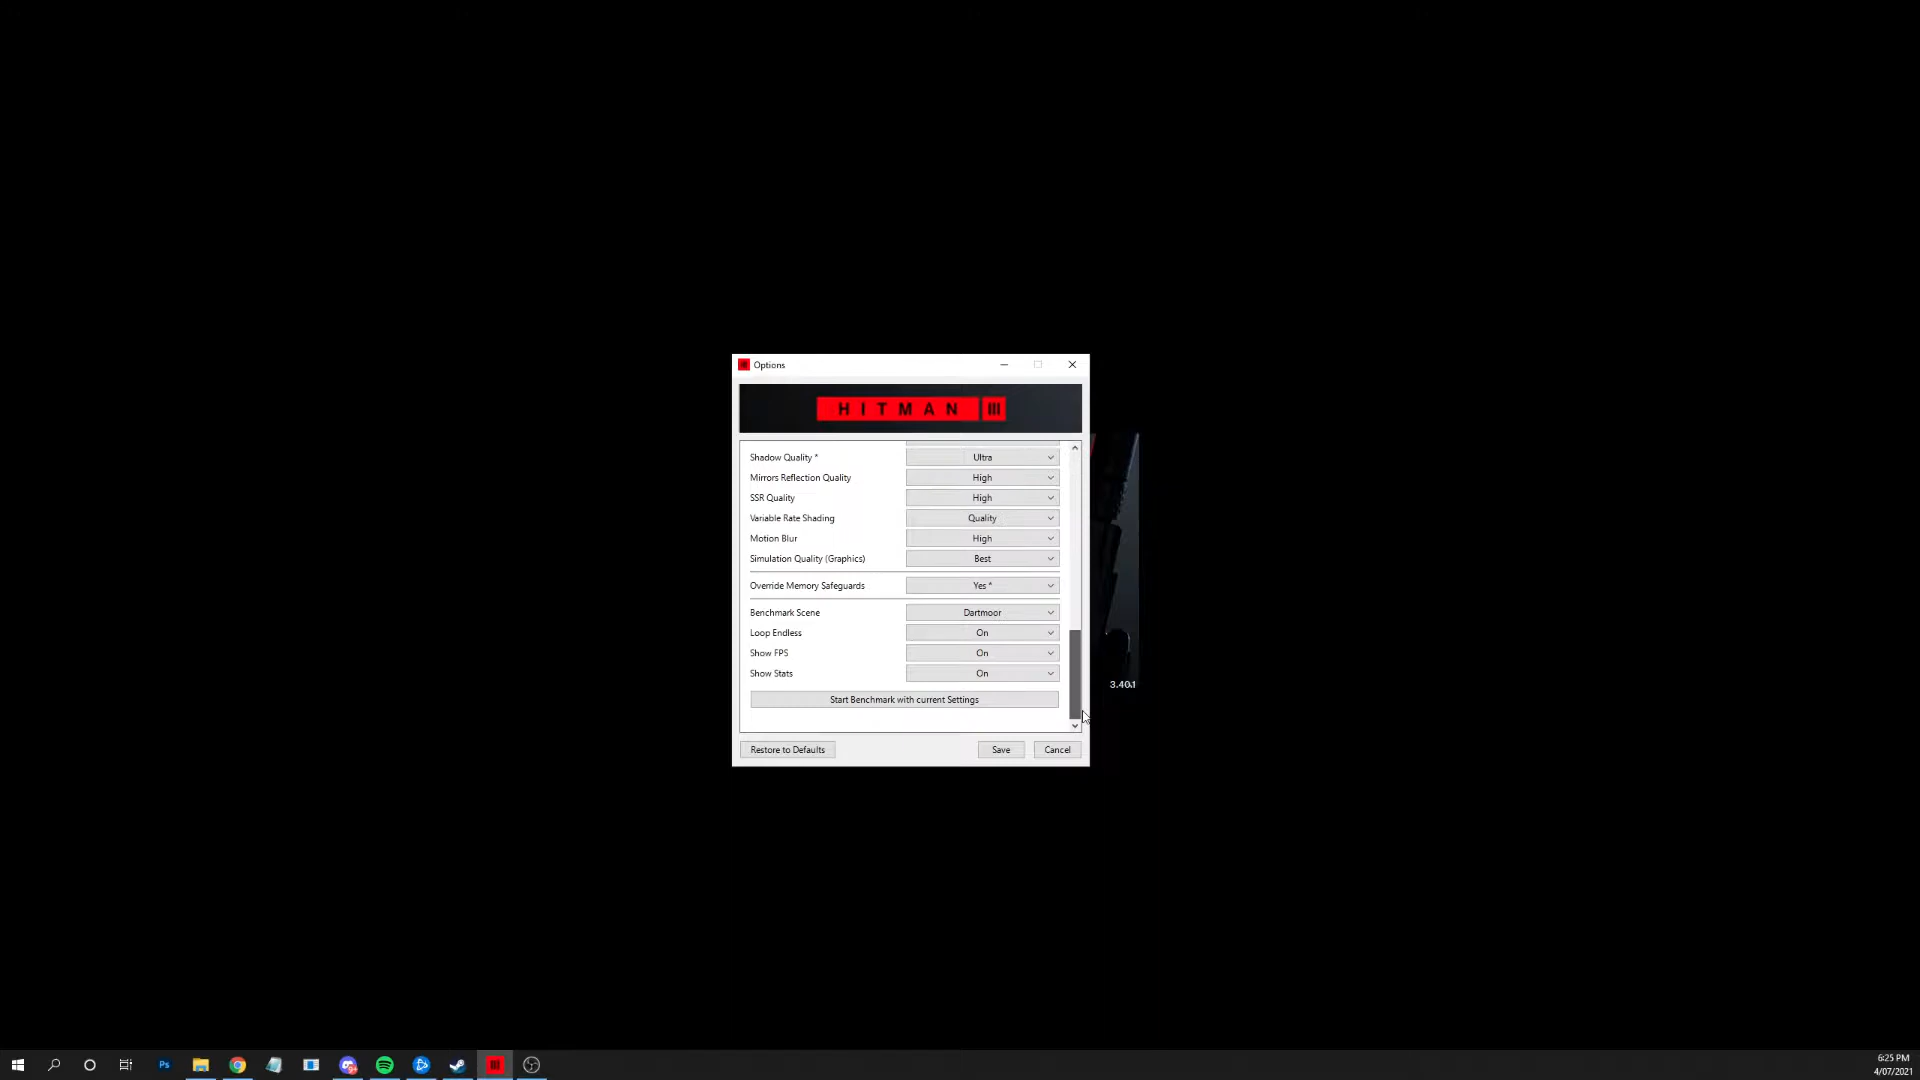 Options
HITMAN III
Shadow Quality * Ultra
Mirrors Reflection Quality High
SSR Quality High
Variable Rate Shading Quality
Motion Blur High
Simulation Quality (Graphics) Best
Override Memory Safeguards Yes *
Benchmark Scene Dartmoor
Loop Endless On
Show FPS On
Show Stats On
3.40.1
Start Benchmark with current Settings
Restore to Defaults Save Cancel
Ps
6:25 PM
4/07/2021